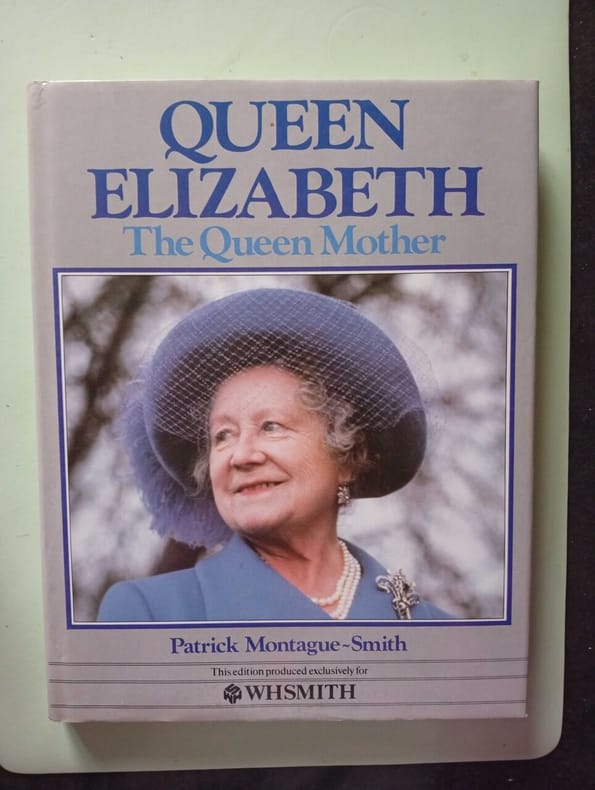 QUEEN
ELIZABETH
The Queen Mother
Patrick Montague~Smith
This edition produced exclusively for
WHSMITH